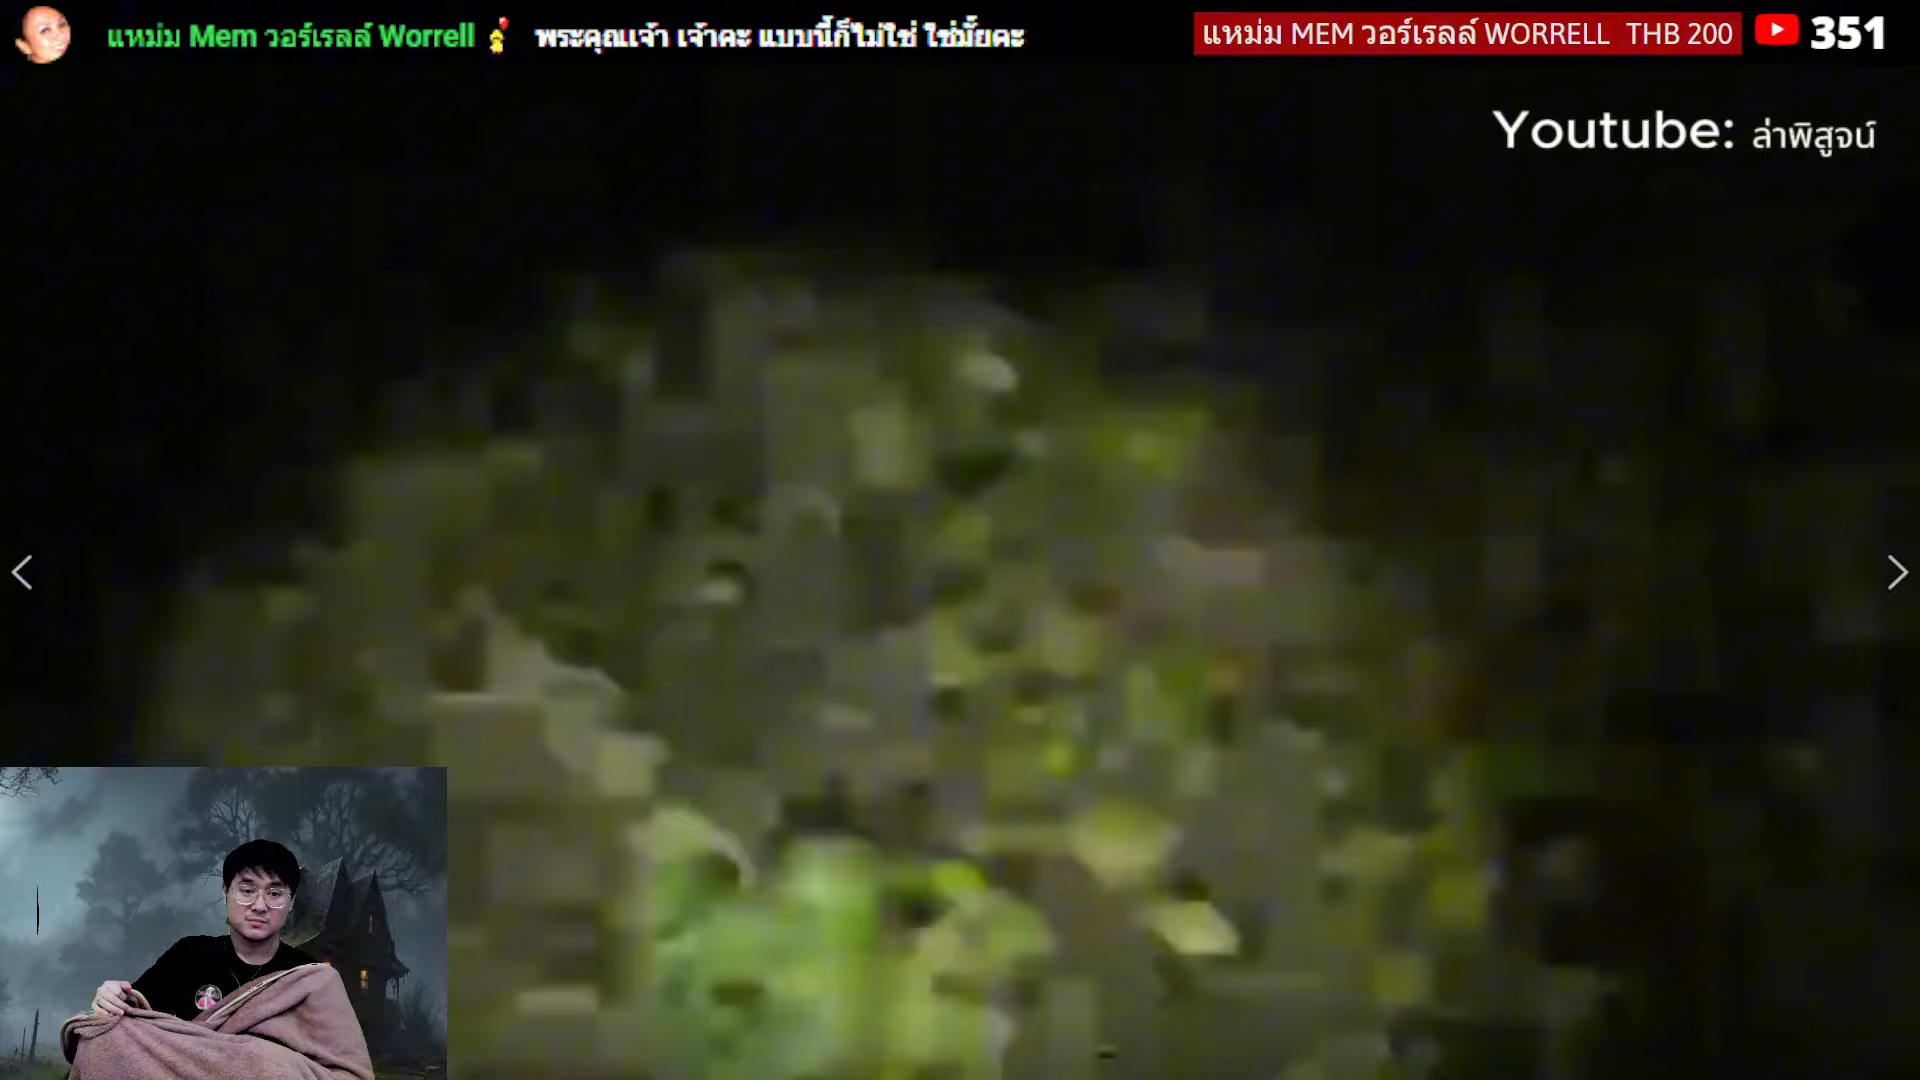 แหม่ม Mem วอร์เรลล์ Worrell พระคุณเจ้า เจ้าคะ แบบนี้ก็ไม่ใช่ ใช่มั้ยคะ
แหม่ม MEM วอร์เรลล์ WORRELL THB 200
351
Youtube: ล่าพิสูจน์